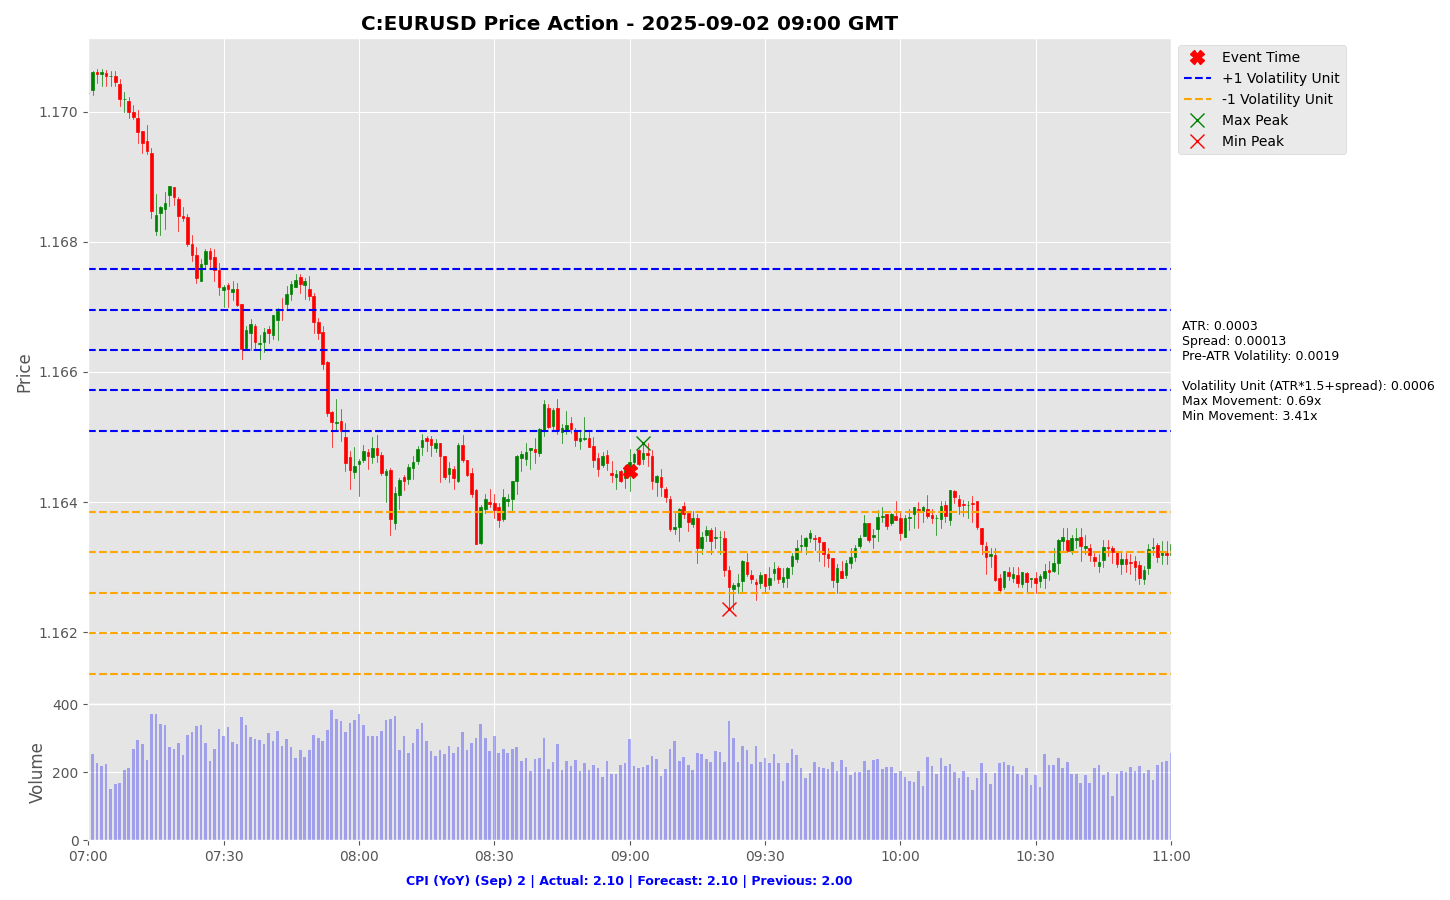 C:EURUSD Price Action - 2025-09-02 09:00 GMT
Event Time
+1 Volatility Unit
-1 Volatility Unit
Max Peak
Min Peak
Price
1.170
1.168
1.166
1.164
1.162
ATR: 0.0003
Spread: 0.00013
Pre-ATR Volatility: 0.0019
Volatility Unit (ATR*1.5+spread): 0.0006
Max Movement: 0.69x
Min Movement: 3.41x
Volume
400
200
0
07:00 07:30 08:00 08:30 09:00 09:30 10:00 10:30 11:00
CPI (YoY) (Sep) 2 | Actual: 2.10 | Forecast: 2.10 | Previous: 2.00